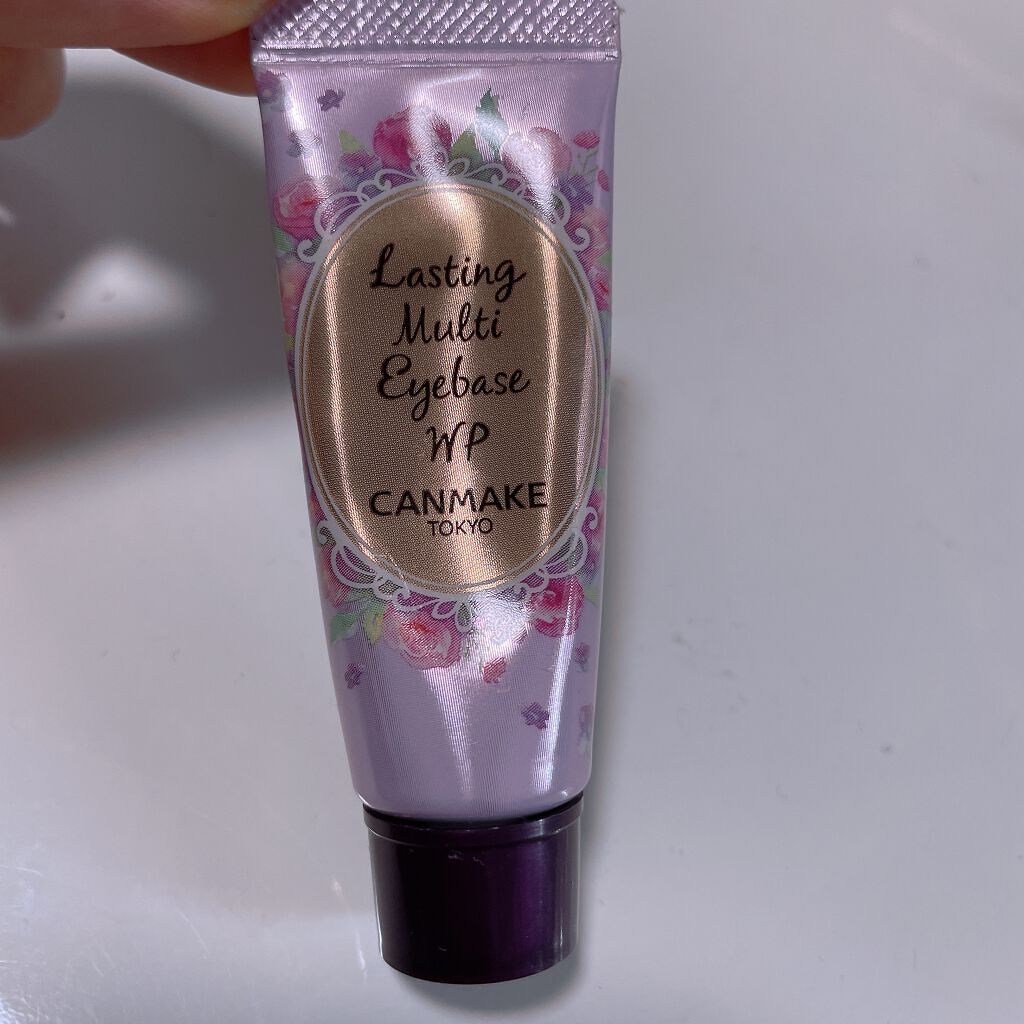 Lasting
Multi
Eyebase
WP
CANMAKE
TOKYO